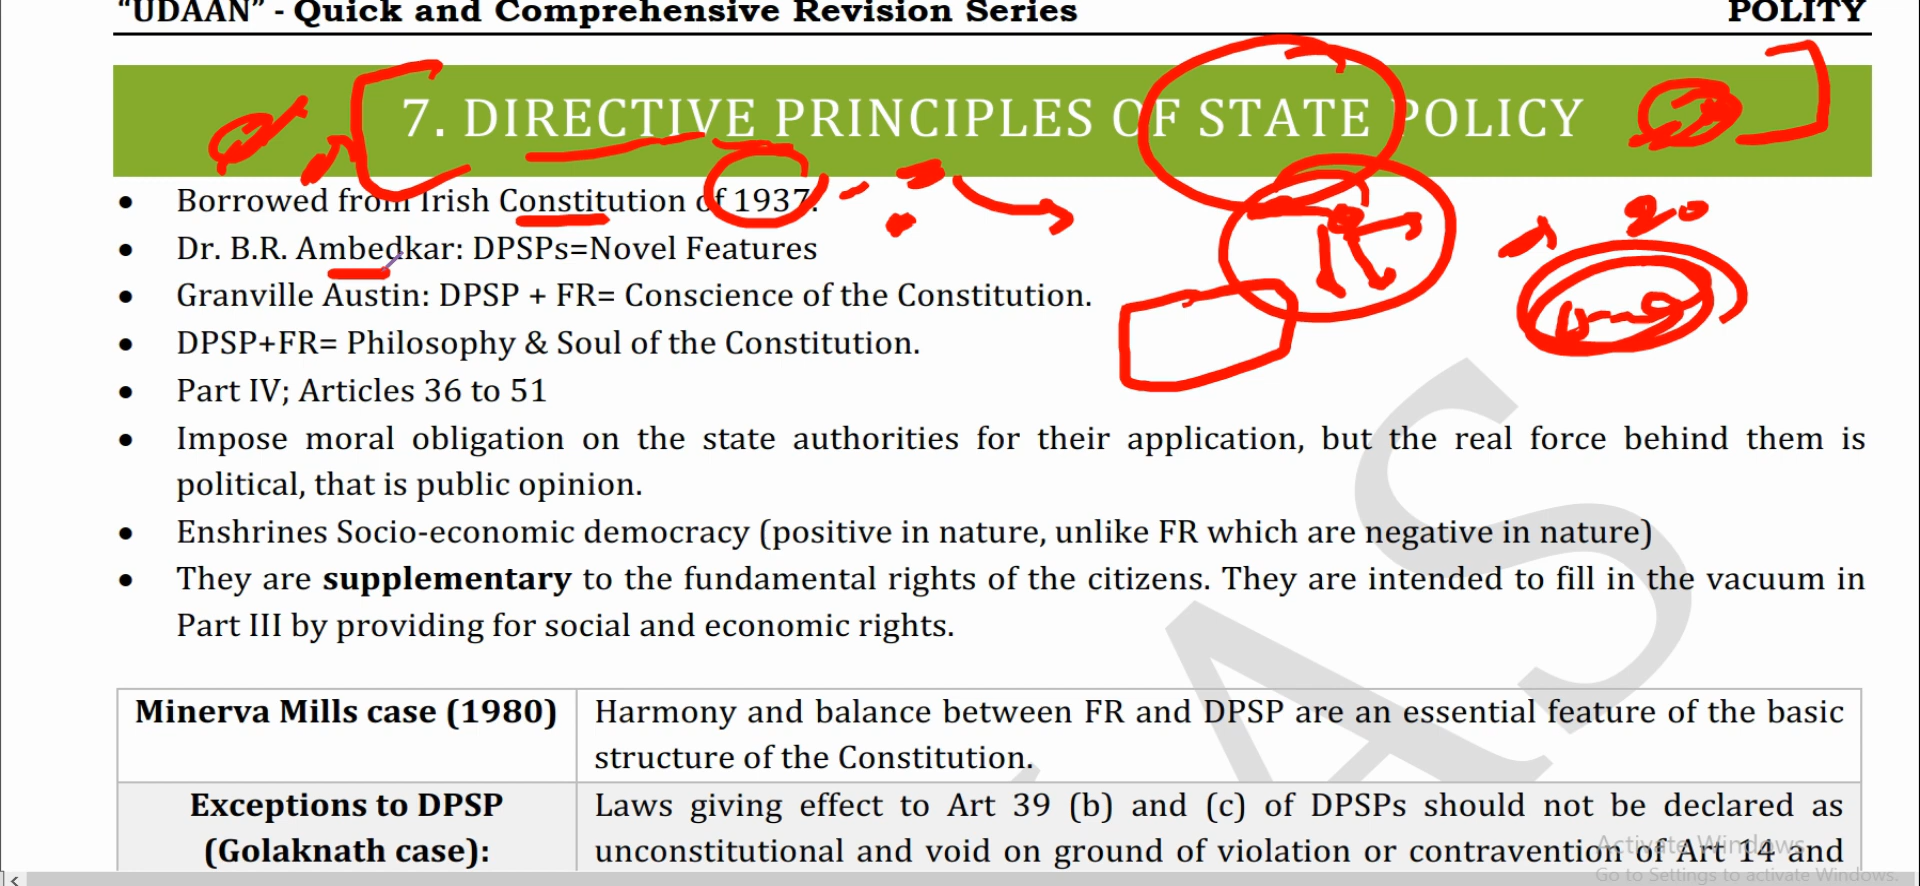 “UDAAN” - Quick and Comprehensive Revision Series POLITY
7. DIRECTIVE PRINCIPLES OF STATE POLICY
• Borrowed from Irish Constitution of 1937.
• Dr. B.R. Ambedkar: DPSPs=Novel Features
• Granville Austin: DPSP + FR= Conscience of the Constitution.
• DPSP+FR= Philosophy & Soul of the Constitution.
• Part IV; Articles 36 to 51
• Impose moral obligation on the state authorities for their application, but the real force behind them is
political, that is public opinion.
• Enshrines Socio-economic democracy (positive in nature, unlike FR which are negative in nature)
• They are supplementary to the fundamental rights of the citizens. They are intended to fill in the vacuum in
Part III by providing for social and economic rights.
Minerva Mills case (1980) Harmony and balance between FR and DPSP are an essential feature of the basic
structure of the Constitution.
Exceptions to DPSP Laws giving effect to Art 39 (b) and (c) of DPSPs should not be declared as
(Golaknath case): unconstitutional and void on ground of violation or contravention of Art 14 and
Activate Windows
Go to Settings to activate Windows.